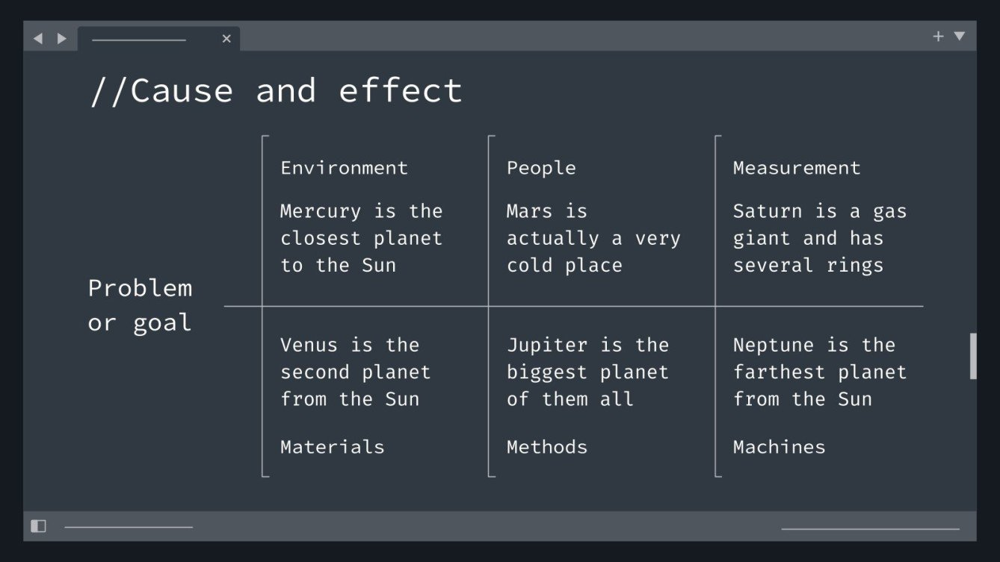 //Cause and effect
Problem
or goal
Environment
Mercury is the
closest planet
to the Sun
People
Mars is
actually a very
cold place
Measurement
Saturn is a gas
giant and has
several rings
Venus is the
second planet
from the Sun
Materials
Jupiter is the
biggest planet
of them all
Methods
Neptune is the
farthest planet
from the Sun
Machines